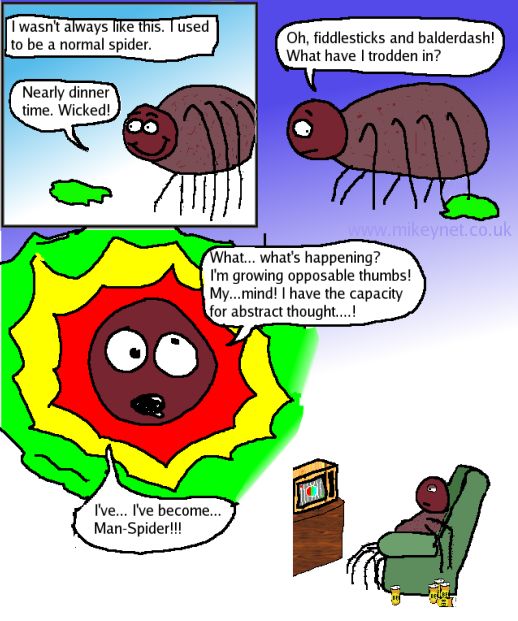 I wasn't always like this. I used
to be a normal spider.
Nearly dinner
time. Wicked!
Oh, fiddlesticks and balderdash!
What have I trodden in?
www.mikeynet.co.uk
What... what's happening?
I'm growing opposable thumbs!
My...mind! I have the capacity
for abstract thought....!
I've... I've become...
Man-Spider!!!